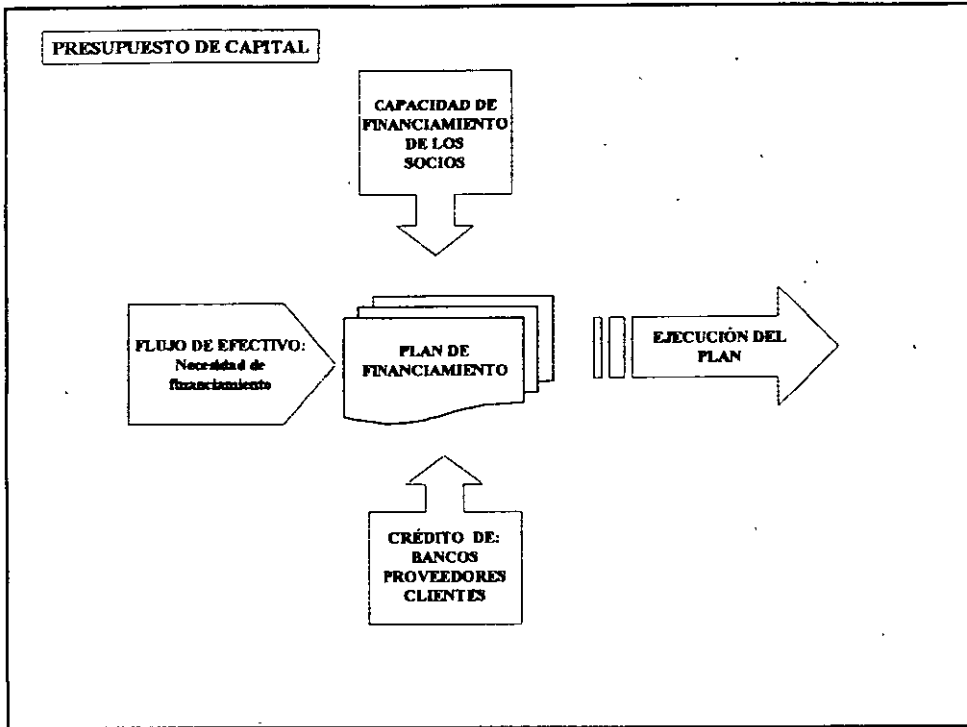 PRESUPUESTO DE CAPITAL
CAPACIDAD DE
FINANCIAMIENTO
DE LOS
SOCIOS
FLUJO DE EFECTIVO:
Necesidad de
financiamiento
PLAN DE
FINANCIAMIENTO
EJECUCIÓN DEL
PLAN
CRÉDITO DE:
BANCOS
PROVEEDORES
CLIENTES